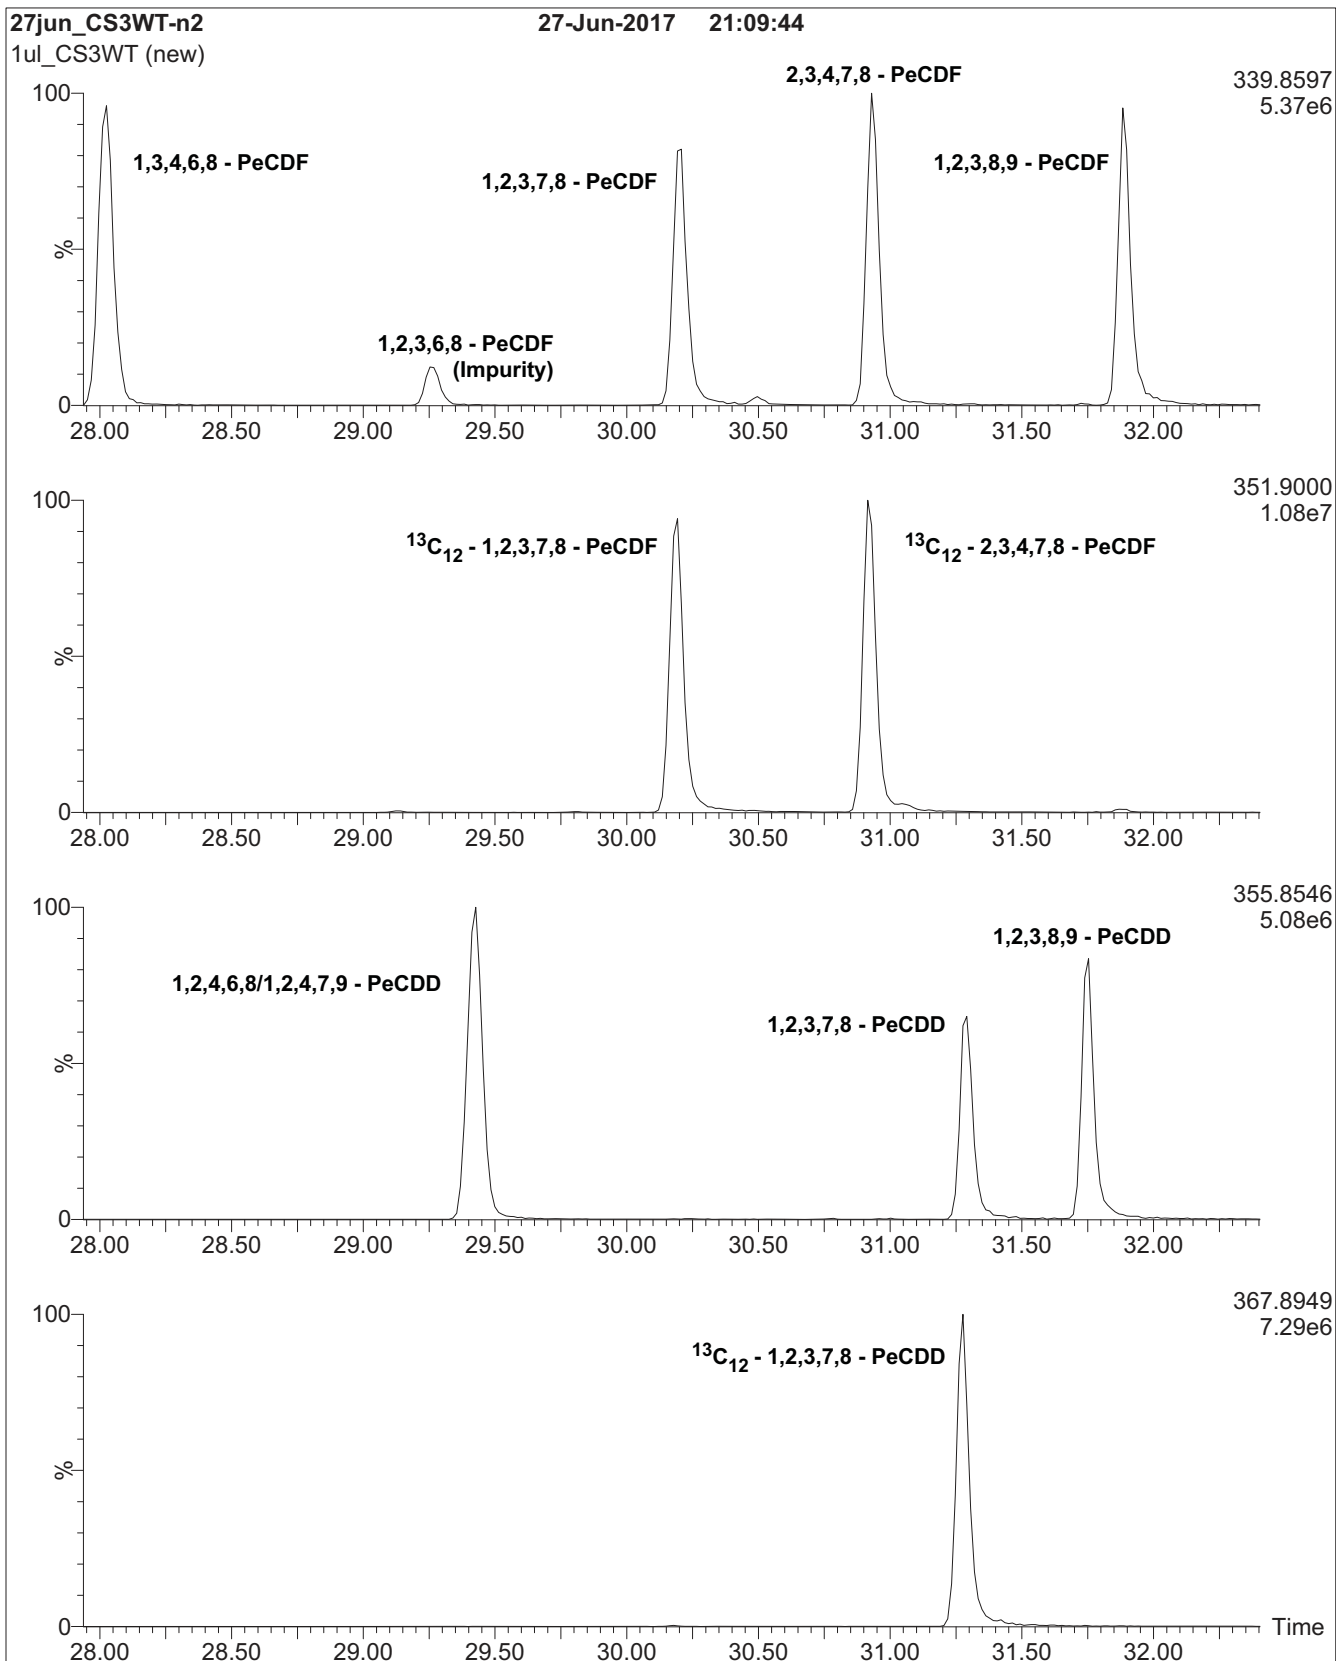 27jun_CS3WT-n2 27-Jun-2017 21:09:44
1ul_CS3WT (new)
339.8597
5.37e6
100
%
0
1,3,4,6,8 - PeCDF
1,2,3,6,8 - PeCDF
(Impurity)
1,2,3,7,8 - PeCDF
2,3,4,7,8 - PeCDF
1,2,3,8,9 - PeCDF
28.00 28.50 29.00 29.50 30.00 30.50 31.00 31.50 32.00
351.9000
1.08e7
100
%
0
13C12 - 1,2,3,7,8 - PeCDF
13C12 - 2,3,4,7,8 - PeCDF
28.00 28.50 29.00 29.50 30.00 30.50 31.00 31.50 32.00
355.8546
5.08e6
100
%
0
1,2,4,6,8/1,2,4,7,9 - PeCDD
1,2,3,7,8 - PeCDD
1,2,3,8,9 - PeCDD
28.00 28.50 29.00 29.50 30.00 30.50 31.00 31.50 32.00
367.8949
7.29e6
100
%
0
13C12 - 1,2,3,7,8 - PeCDD
Time
28.00 28.50 29.00 29.50 30.00 30.50 31.00 31.50 32.00